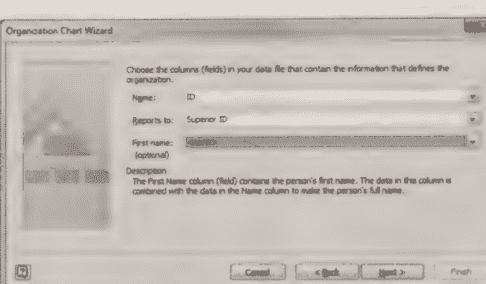 Organization Chart Wizard
Choose the columns (fields) in your data file that contain the information that defines the
organization.
Name: ID
Reports to: Superior ID
First name:
(optional)
Description
The First Name column (field) contains the person's first name. The data in this column is
combined with the data in the Name column to make the person's full name.
Cancel < Back Next > Finish